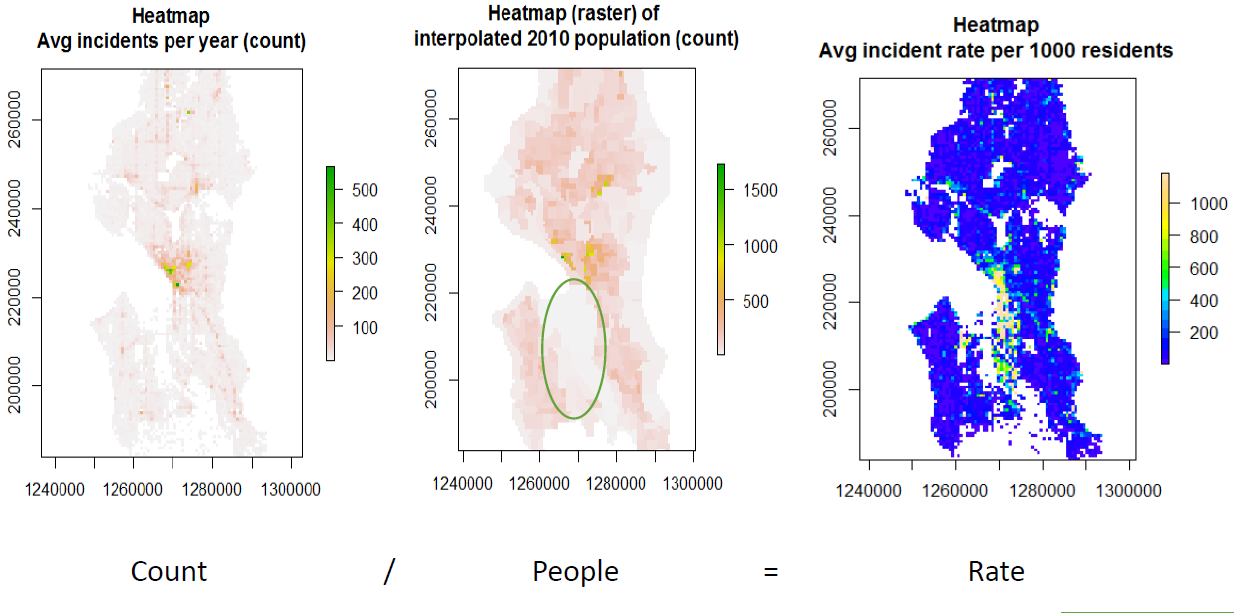 Heatmap
Avg incidents per year (count)
Heatmap (raster) of
interpolated 2010 population (count)
Heatmap
Avg incident rate per 1000 residents
260000
240000
220000
200000
1240000 1260000 1280000 1300000
500
400
300
200
100
260000
240000
220000
200000
1240000 1260000 1280000 1300000
1500
1000
500
260000
240000
220000
200000
1240000 1260000 1280000 1300000
1000
800
600
400
200
Count / People = Rate